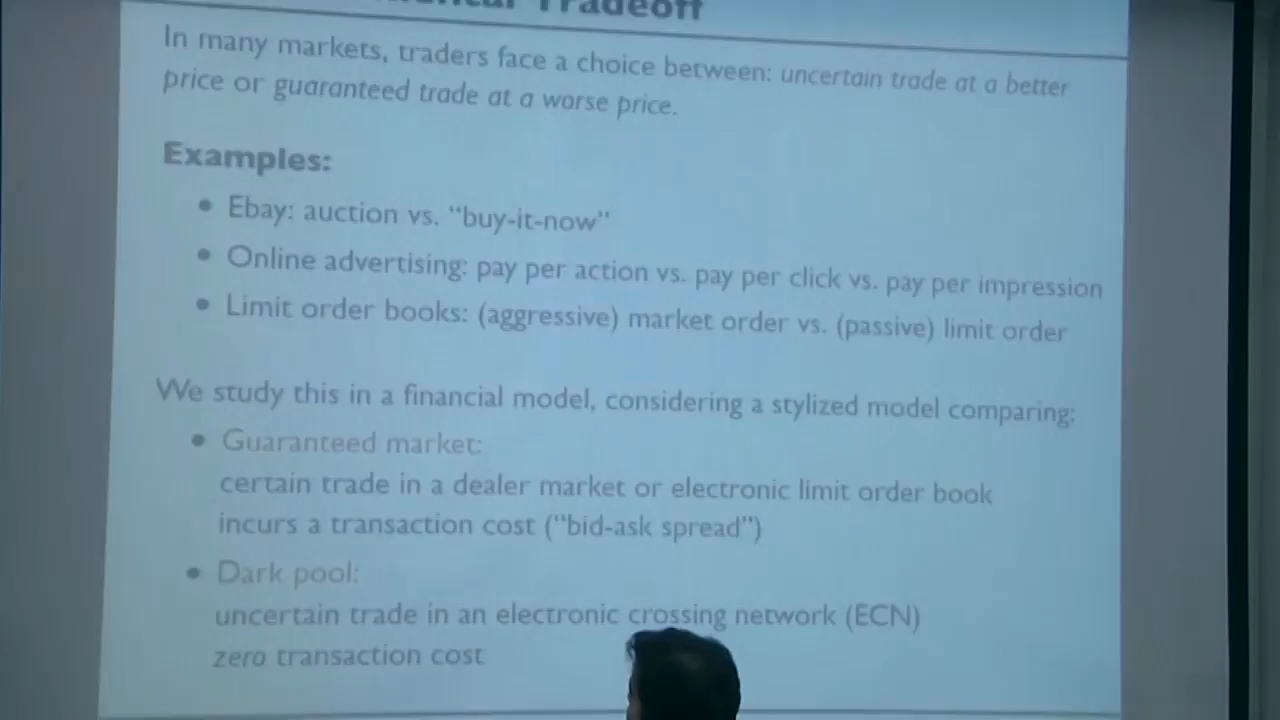 Tradeoff
In many markets, traders face a choice between: uncertain trade at a better
price or guaranteed trade at a worse price.
Examples:
• Ebay: auction vs. "buy-it-now"
• Online advertising: pay per action vs. pay per click vs. pay per impression
• Limit order books: (aggressive) market order vs. (passive) limit order
We study this in a financial model, considering a stylized model comparing:
• Guaranteed market:
certain trade in a dealer market or electronic limit order book
incurs a transaction cost ("bid-ask spread")
• Dark pool:
uncertain trade in an electronic crossing network (ECN)
zero transaction cost